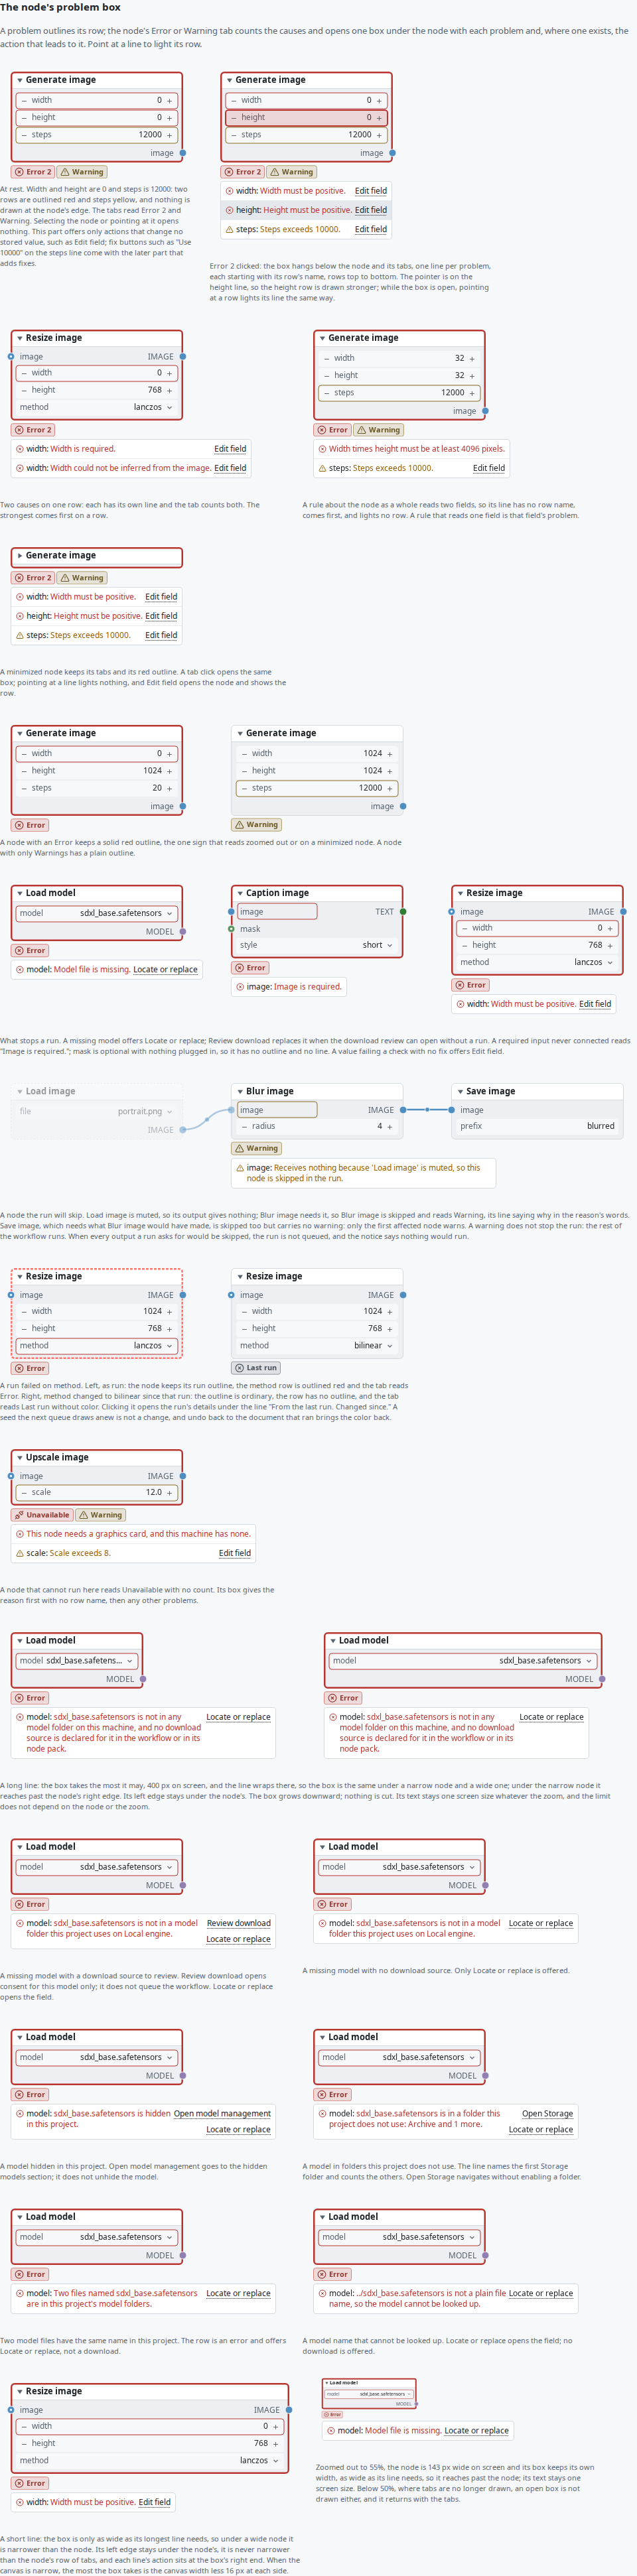 The node's problem box
A problem outlines its row; the node's Error or Warning tab counts the causes and opens one box under the node with each problem and, where one exists, the
action that leads to it. Point at a line to light its row.
Generate image
– width 0 +
– height 0 +
– steps 12000 +
image
Error 2 Warning
At rest. Width and height are 0 and steps is 12000: two
rows are outlined red and steps yellow, and nothing is
drawn at the node's edge. The tabs read Error 2 and
Warning. Selecting the node or pointing at it opens
nothing. This part offers only actions that change no
stored value, such as Edit field; fix buttons such as "Use
10000" on the steps line come with the later part that
adds fixes.
Generate image
– width 0 +
– height 0 +
– steps 12000 +
image
Error 2 Warning
width: Width must be positive. Edit field
height: Height must be positive. Edit field
steps: Steps exceeds 10000. Edit field
Error 2 clicked: the box hangs below the node and its tabs, one line per problem,
each starting with its row's name, rows top to bottom. The pointer is on the
height line, so the height row is drawn stronger; while the box is open, pointing
at a row lights its line the same way.
Resize image
image IMAGE
– width 0 +
– height 768 +
method lanczos
Error 2
width: Width is required. Edit field
width: Width could not be inferred from the image. Edit field
Two causes on one row: each has its own line and the tab counts both. The
strongest comes first on a row.
Generate image
– width 32 +
– height 32 +
– steps 12000 +
image
Error Warning
Width times height must be at least 4096 pixels.
steps: Steps exceeds 10000. Edit field
A rule about the node as a whole reads two fields, so its line has no row name,
comes first, and lights no row. A rule that reads one field is that field's problem.
Generate image
Error 2 Warning
width: Width must be positive. Edit field
height: Height must be positive. Edit field
steps: Steps exceeds 10000. Edit field
A minimized node keeps its tabs and its red outline. A tab click opens the same
box; pointing at a line lights nothing, and Edit field opens the node and shows the
row.
Generate image
– width 0 +
– height 1024 +
– steps 20 +
image
Error
Generate image
– width 1024 +
– height 1024 +
– steps 12000 +
image
Warning
A node with an Error keeps a solid red outline, the one sign that reads zoomed out or on a minimized node. A node
with only Warnings has a plain outline.
Load model
model sdxl_base.safetensors
MODEL
Error
model: Model file is missing. Locate or replace
Caption image
image TEXT
mask
style short
Error
image: Image is required.
Resize image
image IMAGE
– width 0 +
– height 768 +
method lanczos
Error
width: Width must be positive. Edit field
What stops a run. A missing model offers Locate or replace; Review download replaces it when the download review can open without a run. A required input never connected reads
"Image is required."; mask is optional with nothing plugged in, so it has no outline and no line. A value failing a check with no fix offers Edit field.
Load image
file portrait.png
IMAGE
Blur image
image IMAGE
– radius 4 +
Warning
image: Receives nothing because 'Load image' is muted, so this
node is skipped in the run.
Save image
image
prefix blurred
A node the run will skip. Load image is muted, so its output gives nothing; Blur image needs it, so Blur image is skipped and reads Warning, its line saying why in the reason's words.
Save image, which needs what Blur image would have made, is skipped too but carries no warning: only the first affected node warns. A warning does not stop the run: the rest of
the workflow runs. When every output a run asks for would be skipped, the run is not queued, and the notice says nothing would run.
Resize image
image IMAGE
– width 1024 +
– height 768 +
method lanczos
Error
Resize image
image IMAGE
– width 1024 +
– height 768 +
method bilinear
Last run
A run failed on method. Left, as run: the node keeps its run outline, the method row is outlined red and the tab reads
Error. Right, method changed to bilinear since that run: the outline is ordinary, the row has no outline, and the tab
reads Last run without color. Clicking it opens the run's details under the line "From the last run. Changed since." A
seed the next queue draws anew is not a change, and undo back to the document that ran brings the color back.
Upscale image
image IMAGE
– scale 12.0 +
Unavailable Warning
This node needs a graphics card, and this machine has none.
scale: Scale exceeds 8. Edit field
A node that cannot run here reads Unavailable with no count. Its box gives the
reason first with no row name, then any other problems.
Load model
model sdxl_base.safetens...
MODEL
Error
model: sdxl_base.safetensors is not in any Locate or replace
model folder on this machine, and no download
source is declared for it in the workflow or in its
node pack.
Load model
model sdxl_base.safetensors
MODEL
Error
model: sdxl_base.safetensors is not in any Locate or replace
model folder on this machine, and no download
source is declared for it in the workflow or in its
node pack.
A long line: the box takes the most it may, 400 px on screen, and the line wraps there, so the box is the same under a narrow node and a wide one; under the narrow node it
reaches past the node's right edge. Its left edge stays under the node's. The box grows downward; nothing is cut. Its text stays one screen size whatever the zoom, and the limit
does not depend on the node or the zoom.
Load model
model sdxl_base.safetensors
MODEL
Error
model: sdxl_base.safetensors is not in a model Review download
folder this project uses on Local engine.
Locate or replace
A missing model with a download source to review. Review download opens
consent for this model only; it does not queue the workflow. Locate or replace
opens the field.
Load model
model sdxl_base.safetensors
MODEL
Error
model: sdxl_base.safetensors is not in a model Locate or replace
folder this project uses on Local engine.
A missing model with no download source. Only Locate or replace is offered.
Load model
model sdxl_base.safetensors
MODEL
Error
model: sdxl_base.safetensors is hidden Open model management
in this project.
Locate or replace
A model hidden in this project. Open model management goes to the hidden
models section; it does not unhide the model.
Load model
model sdxl_base.safetensors
MODEL
Error
model: sdxl_base.safetensors is in a folder this Open Storage
project does not use: Archive and 1 more.
Locate or replace
A model in folders this project does not use. The line names the first Storage
folder and counts the others. Open Storage navigates without enabling a folder.
Load model
model sdxl_base.safetensors
MODEL
Error
model: Two files named sdxl_base.safetensors Locate or replace
are in this project's model folders.
Two model files have the same name in this project. The row is an error and offers
Locate or replace, not a download.
Load model
model sdxl_base.safetensors
MODEL
Error
model: ../sdxl_base.safetensors is not a plain file Locate or replace
name, so the model cannot be looked up.
A model name that cannot be looked up. Locate or replace opens the field; no
download is offered.
Resize image
image IMAGE
– width 0 +
– height 768 +
method lanczos
Error
width: Width must be positive. Edit field
A short line: the box is only as wide as its longest line needs, so under a wide node it
is narrower than the node. Its left edge stays under the node's, it is never narrower
than the node's row of tabs, and each line's action sits at the box's right end. When the
canvas is narrow, the most the box takes is the canvas width less 16 px at each side.
Load model
model sdxl_base.safetensors
MODEL
Error
model: Model file is missing. Locate or replace
Zoomed out to 55%, the node is 143 px wide on screen and its box keeps its own
width, as wide as its line needs, so it reaches past the node; its text stays one
screen size. Below 50%, where tabs are no longer drawn, an open box is not
drawn either, and it returns with the tabs.